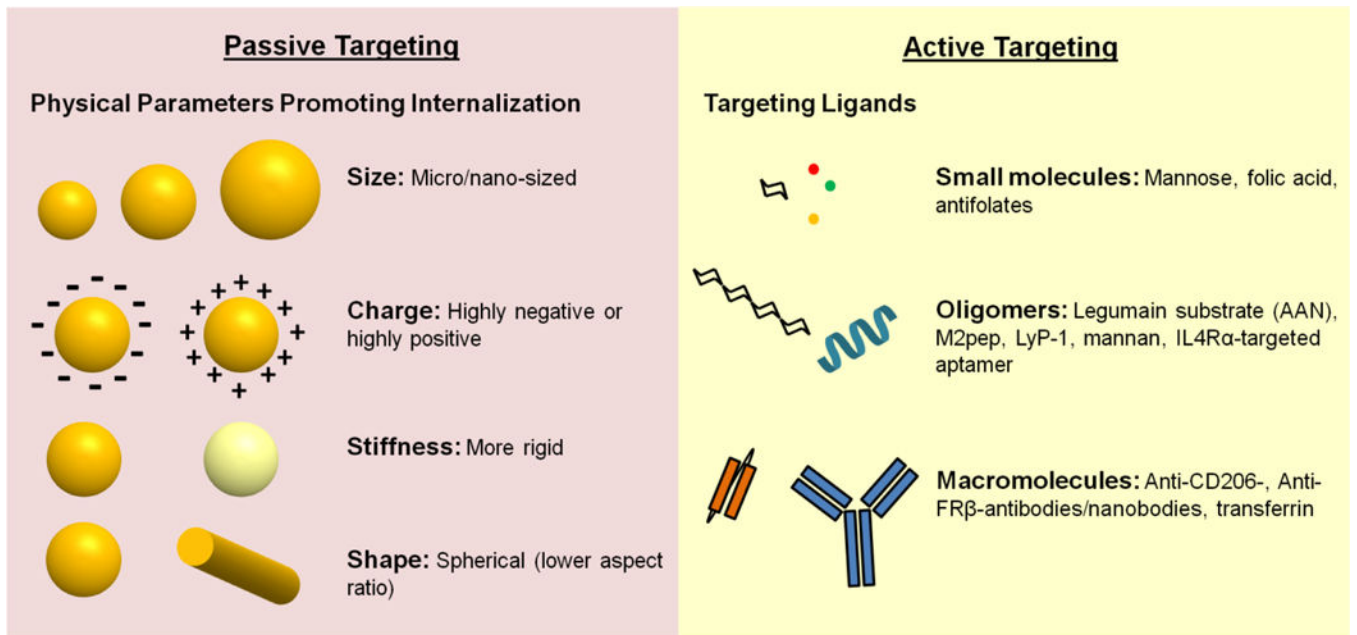 Passive Targeting
Physical Parameters Promoting Internalization
Size: Micro/nano-sized
Charge: Highly negative or
highly positive
Stiffness: More rigid
Shape: Spherical (lower aspect
ratio)
Active Targeting
Targeting Ligands
Small molecules: Mannose, folic acid,
antifolates
Oligomers: Legumain substrate (AAN),
M2pep, LyP-1, mannan, IL4Rα-targeted
aptamer
Macromolecules: Anti-CD206-, Anti-
FRβ-antibodies/nanobodies, transferrin